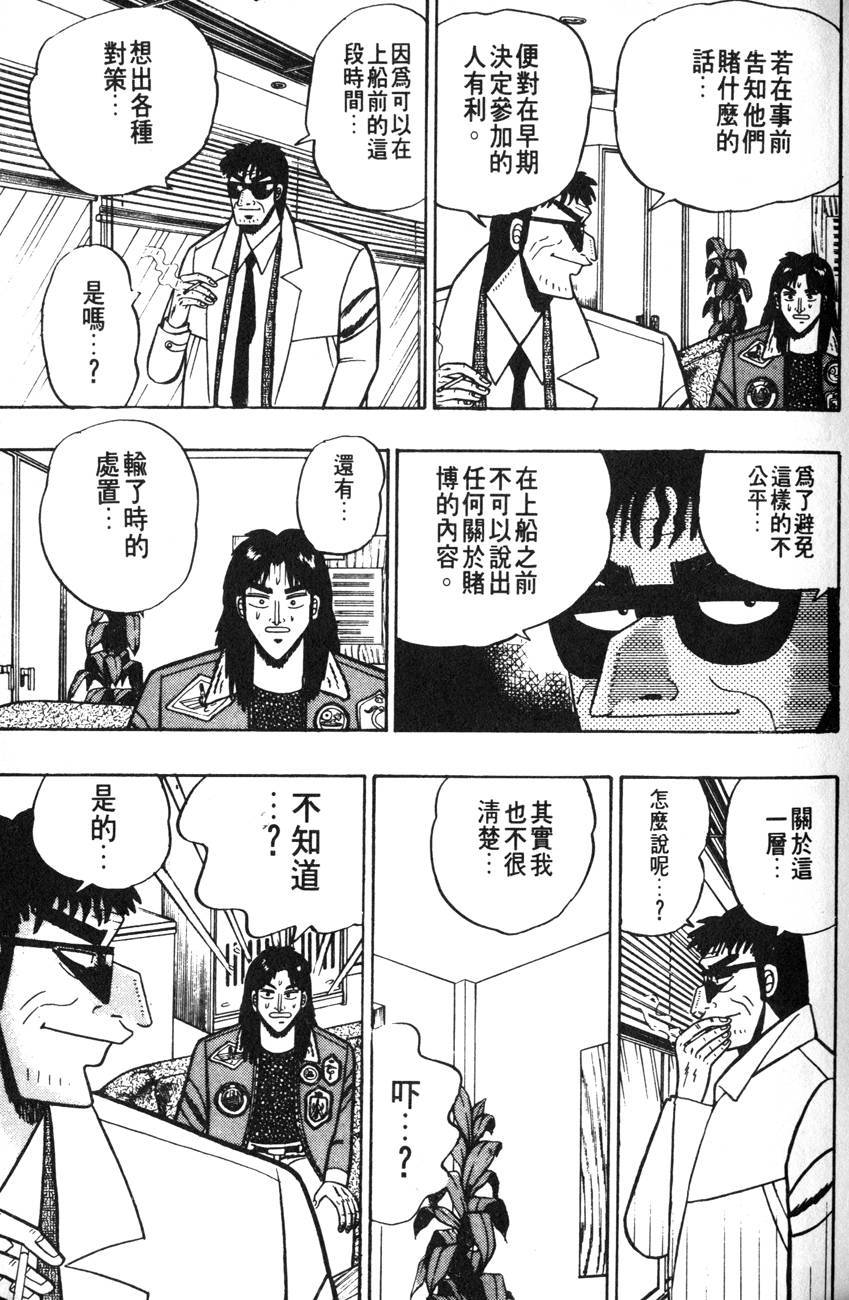 若在事前
告知他們
賭什麼的
話…
便對在早期
決定參加的
人有利。
因為可以在
上船前的這
段時間…
想出各種
對策…
是嗎…？
為了避免
這樣的不
公平…
在上船之前
不可以說出
任何關於賭
博的內容。
還有…
輸了時的
處置…
關於這
一層…
怎麼說呢…？
其實我
也不很
清楚…
吓…？
不知道
…？
是的…